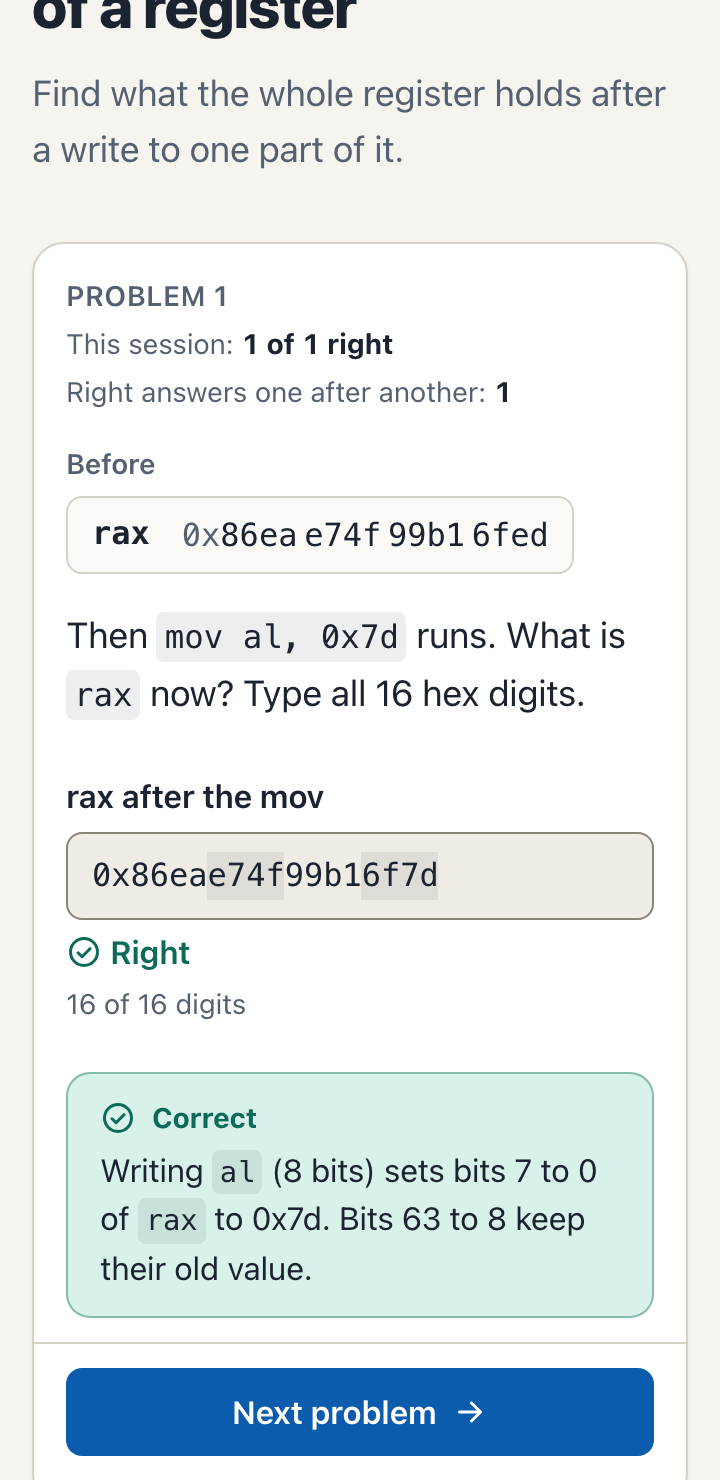 of a register
Find what the whole register holds after
a write to one part of it.
PROBLEM 1
This session: 1 of 1 right
Right answers one after another: 1
Before
rax 0x86ea e74f 99b1 6fed
Then mov al, 0x7d runs. What is
rax now? Type all 16 hex digits.
rax after the mov
0x86eae74f99b16f7d
Right
16 of 16 digits
Correct
Writing al (8 bits) sets bits 7 to 0
of rax to 0x7d. Bits 63 to 8 keep
their old value.
Next problem →